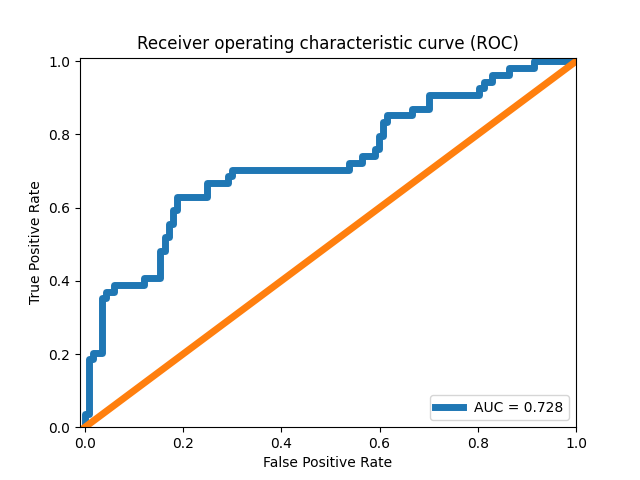 Receiver operating characteristic curve (ROC)
1.0
0.8
0.6
0.4
0.2
0.0
True Positive Rate
AUC = 0.728
0.0 0.2 0.4 0.6 0.8 1.0
False Positive Rate